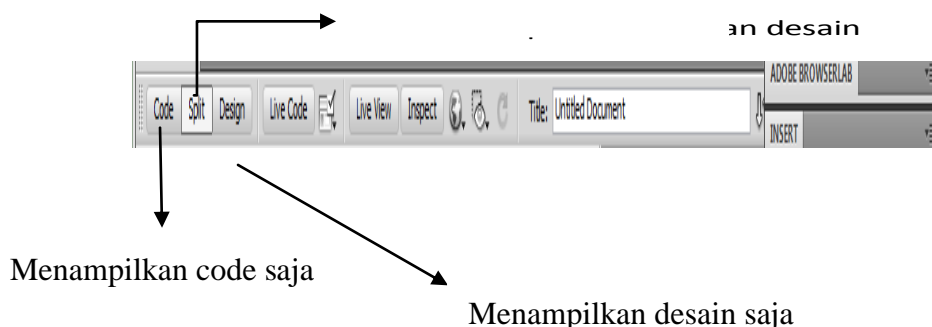 desain
ADOBE BROWSERLAB
Code Split Design Live Code Live View Inspect Title: Untitled Document
INSERT
Menampilkan code saja
Menampilkan desain saja